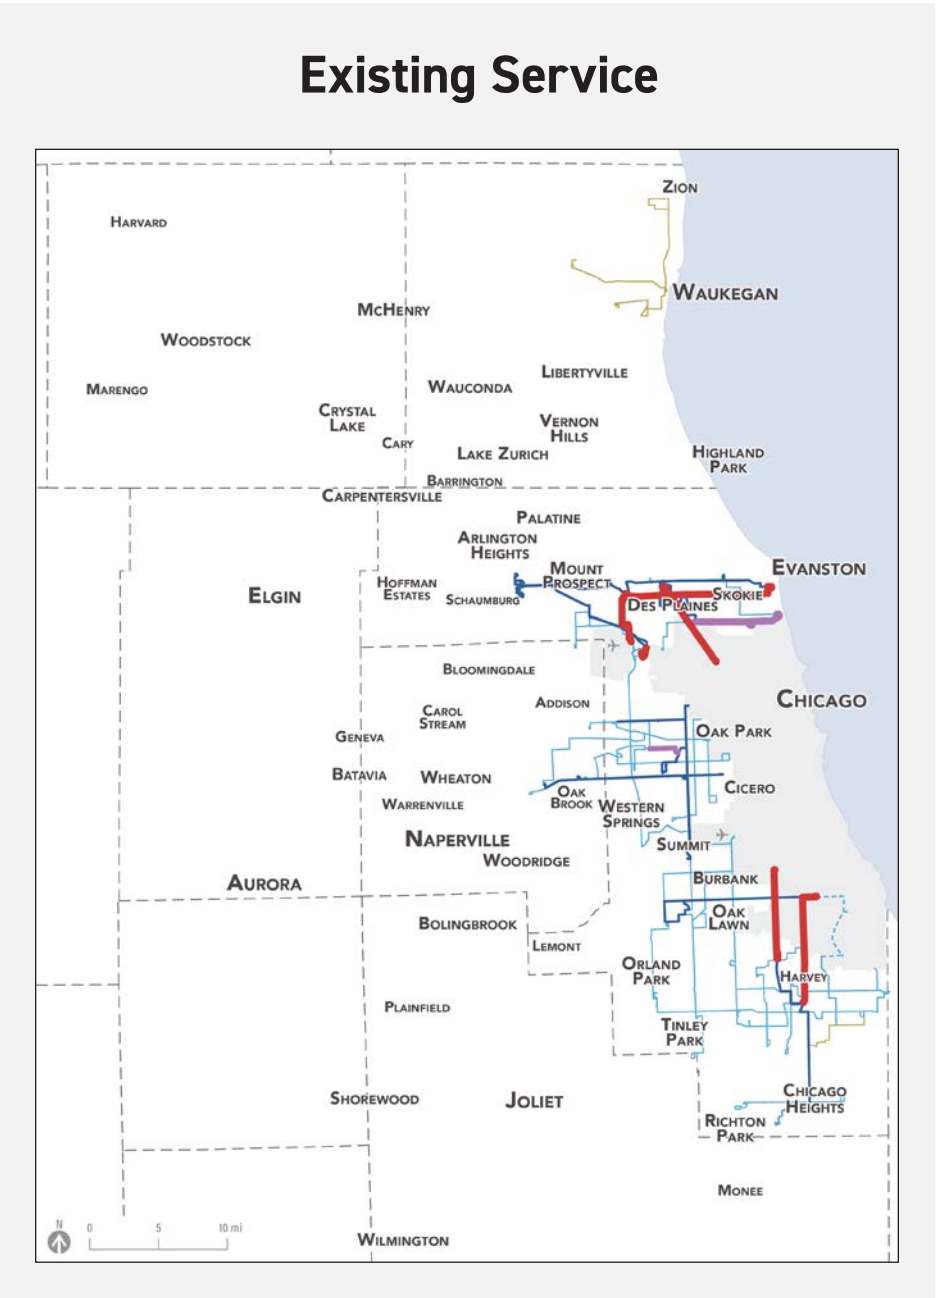 Existing Service
ZION
HARVARD
WAUKEGAN
MCHENRY
WOODSTOCK
LIBERTYVILLE
MARENGO
WAUCONDA
CRYSTAL
LAKE
VERNON
HILLS
CARY
LAKE ZURICH
HIGHLAND
PARK
BARRINGTON
CARPENTERSVILLE
PALATINE
ARLINGTON
HEIGHTS
MOUNT
PROSPECT
EVANSTON
HOFFMAN
ESTATES
ELGIN
SCHAUMBURG
SKOKIE
DES PLAINES
BLOOMINGDALE
CHICAGO
ADDISON
CAROL
STREAM
OAK PARK
GENEVA
BATAVIA
WHEATON
CICERO
OAK
BROOK
WARRENVILLE
WESTERN
SPRINGS
NAPERVILLE
SUMMIT
WOODRIDGE
BURBANK
AURORA
OAK
LAWN
BOLINGBROOK
LEMONT
ORLAND
PARK
HARVEY
PLAINFIELD
TINLEY
PARK
SHOREWOOD
JOLIET
CHICAGO
HEIGHTS
RICHTON
PARK
MONEE
N
0 5 10 mi
WILMINGTON